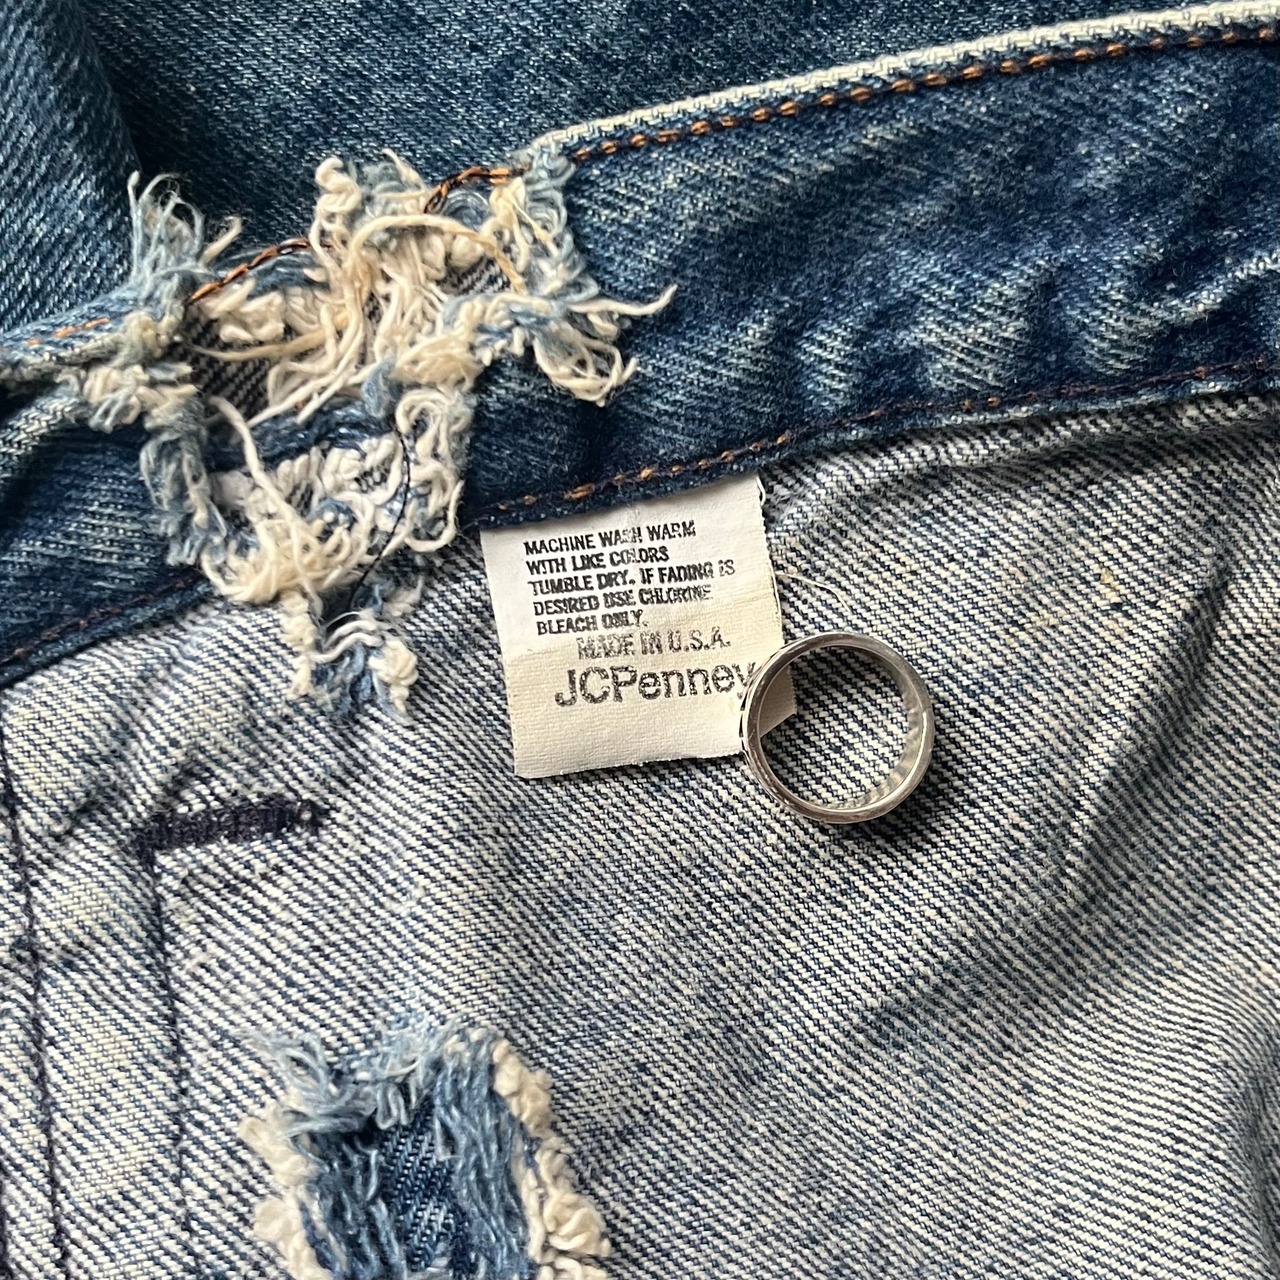 MACHINE WASH WARM
WITH LIKE COLORS
TUMBLE DRY. IF FADING IS
DESIRED USE CHLORINE
BLEACH ONLY.
MADE IN U.S.A.
JCPenney